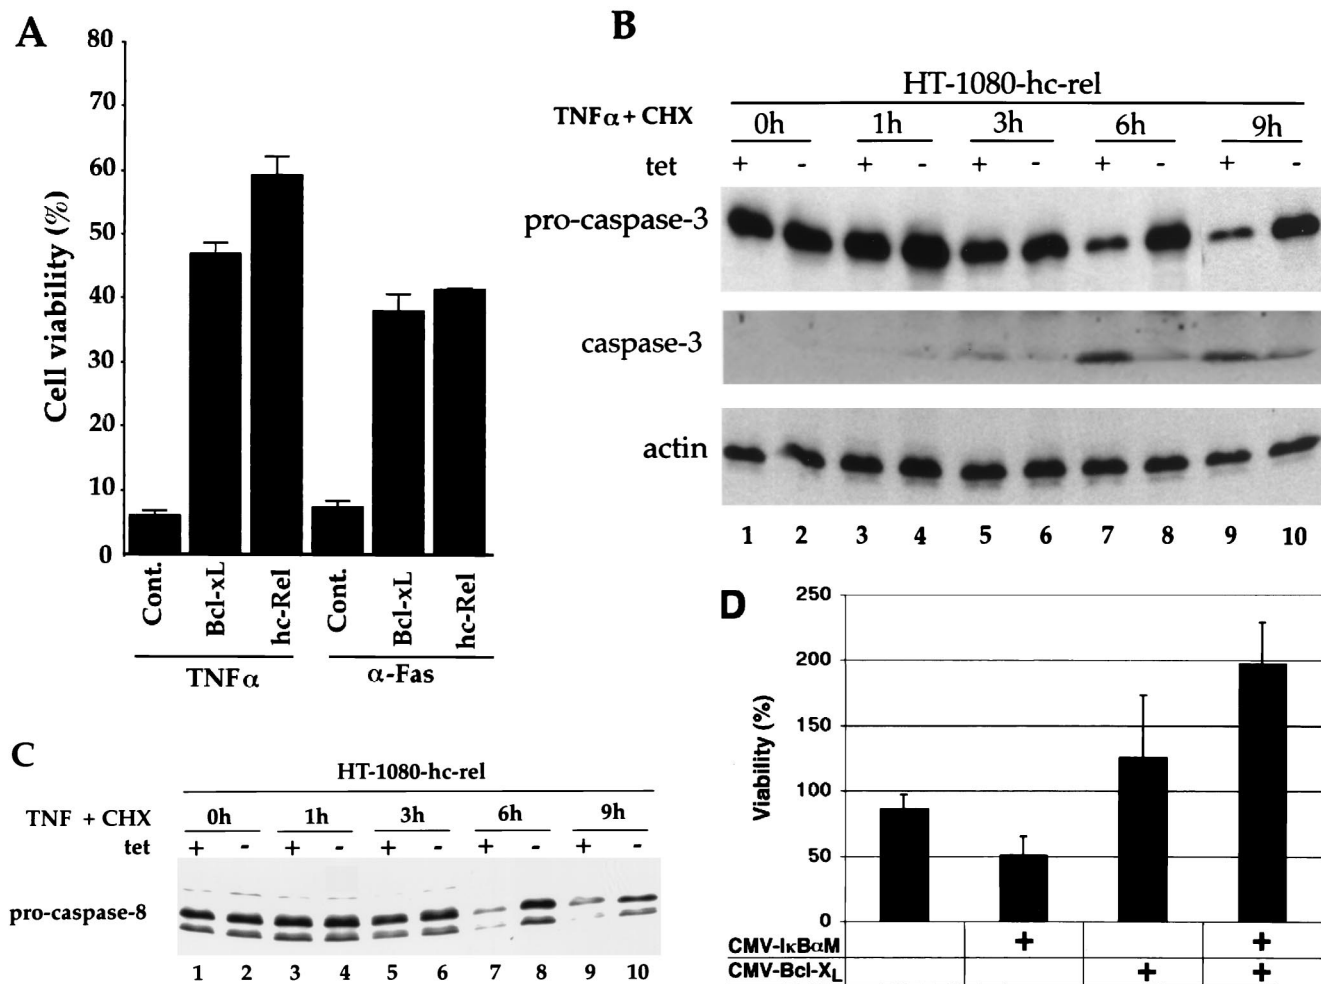 A
80
70
60
50
40
30
20
10
0
Cell viability (%)
Cont.
Bcl-xL
hc-Rel
Cont.
Bcl-xL
hc-Rel
TNFα
α-Fas
B
HT-1080-hc-rel
TNFα + CHX 0h 1h 3h 6h 9h
tet + - + - + - + - + -
pro-caspase-3
caspase-3
actin
1 2 3 4 5 6 7 8 9 10
C
HT-1080-hc-rel
TNF + CHX 0h 1h 3h 6h 9h
tet + - + - + - + - + -
pro-caspase-8
1 2 3 4 5 6 7 8 9 10
D
250
200
150
100
50
0
Viability (%)
CMV-IκBαM + +
CMV-Bcl-XL + +